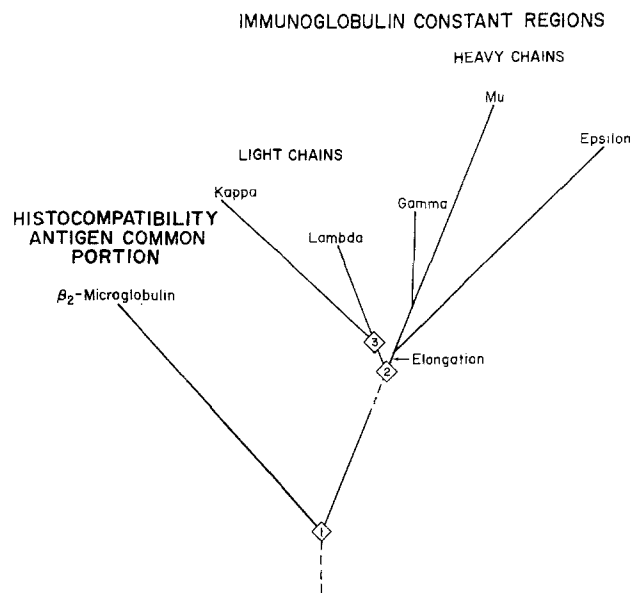 IMMUNOGLOBULIN CONSTANT REGIONS
HEAVY CHAINS
Mu
Epsilon
LIGHT CHAINS
Kappa
Gamma
Lambda
HISTOCOMPATIBILITY
ANTIGEN COMMON
PORTION
β₂-Microglobulin
3
Elongation
2
1